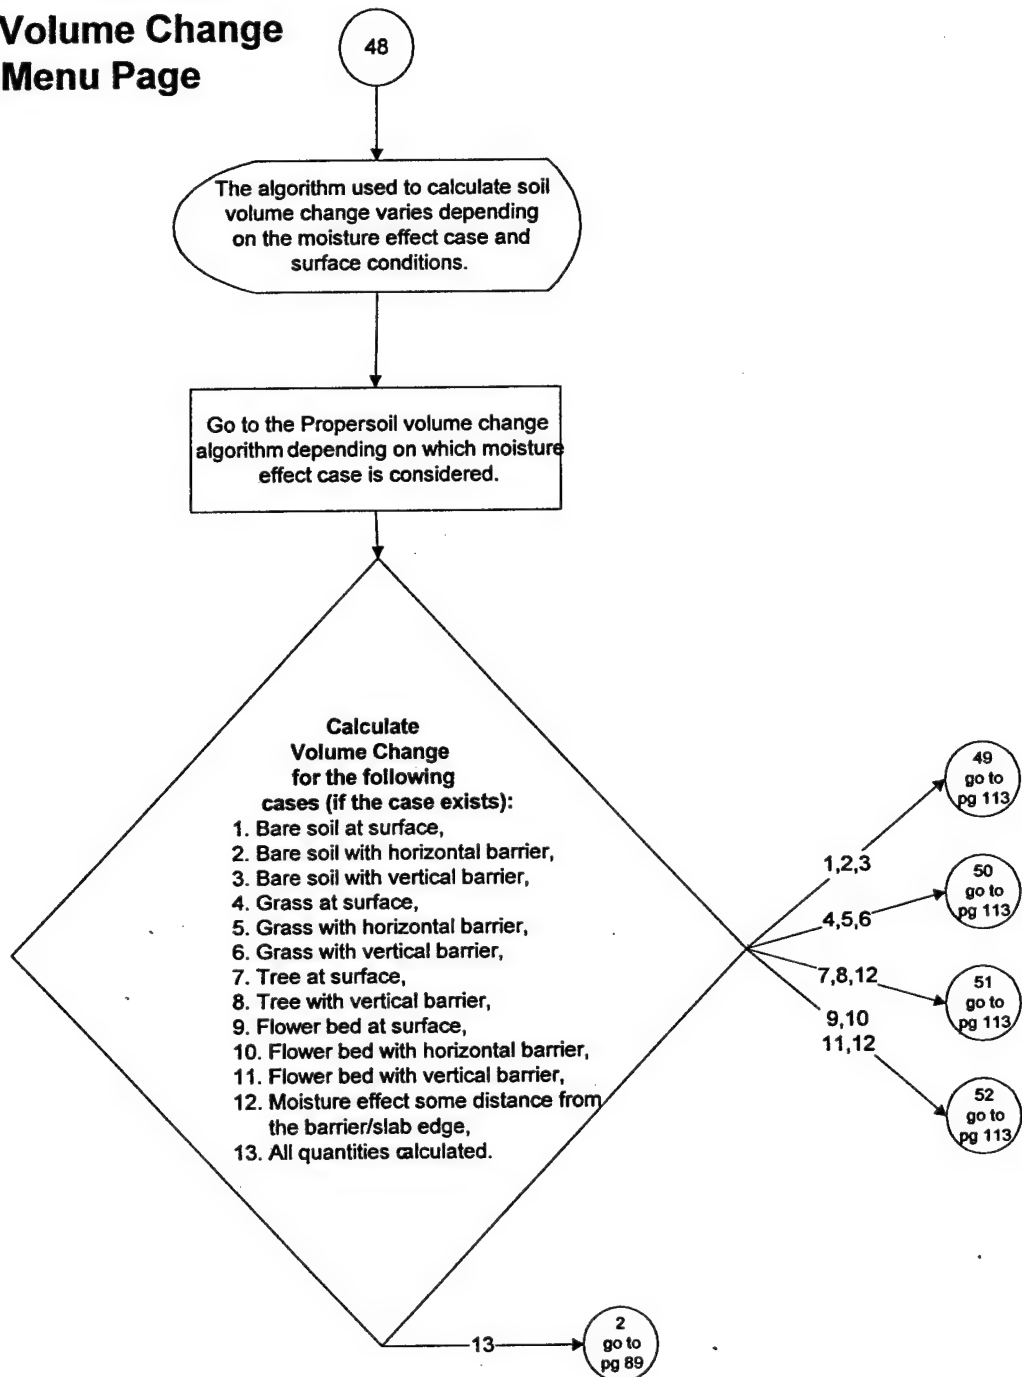 Volume Change
Menu Page
48
The algorithm used to calculate soil
volume change varies depending
on the moisture effect case and
surface conditions.
Go to the Propersoil volume change
algorithm depending on which moisture
effect case is considered.
Calculate
Volume Change
for the following
cases (if the case exists):
1. Bare soil at surface,
2. Bare soil with horizontal barrier,
3. Bare soil with vertical barrier,
4. Grass at surface,
5. Grass with horizontal barrier,
6. Grass with vertical barrier,
7. Tree at surface,
8. Tree with vertical barrier,
9. Flower bed at surface,
10. Flower bed with horizontal barrier,
11. Flower bed with vertical barrier,
12. Moisture effect some distance from
the barrier/slab edge,
13. All quantities calculated.
1,2,3
49
go to
pg 113
4,5,6
50
go to
pg 113
7,8,12
51
go to
pg 113
9,10
11,12
52
go to
pg 113
13
2
go to
pg 89